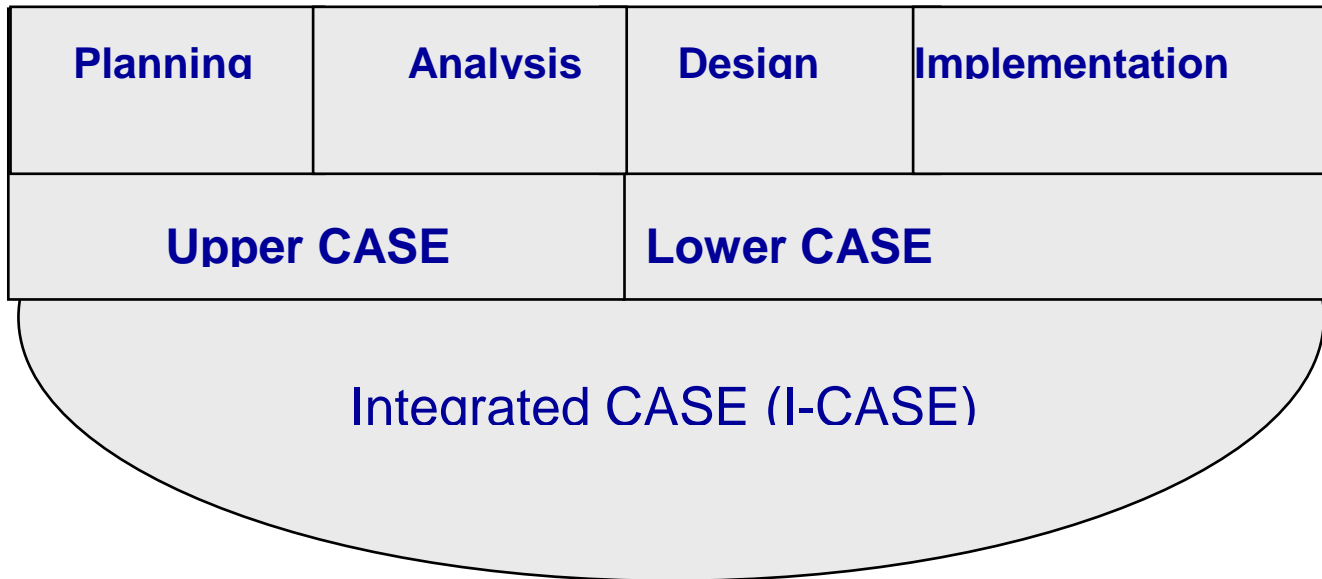 Planning Analysis Design Implementation
Upper CASE Lower CASE
Integrated CASE (I-CASE)